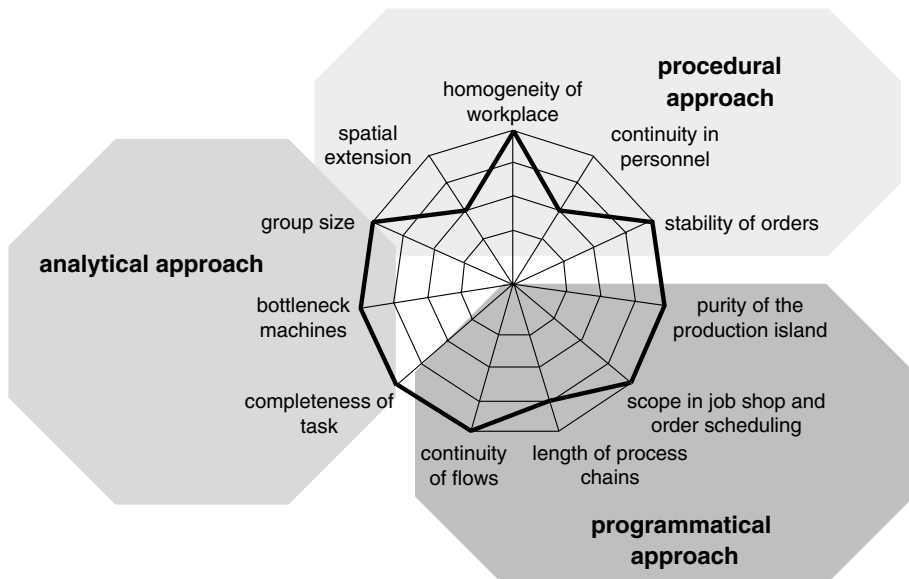 procedural
approach
homogeneity of
workplace
spatial
extension
continuity in
personnel
group size
stability of orders
analytical approach
bottleneck
machines
purity of the
production island
completeness of
task
scope in job shop and
order scheduling
continuity
of flows
length of process
chains
programmatical
approach